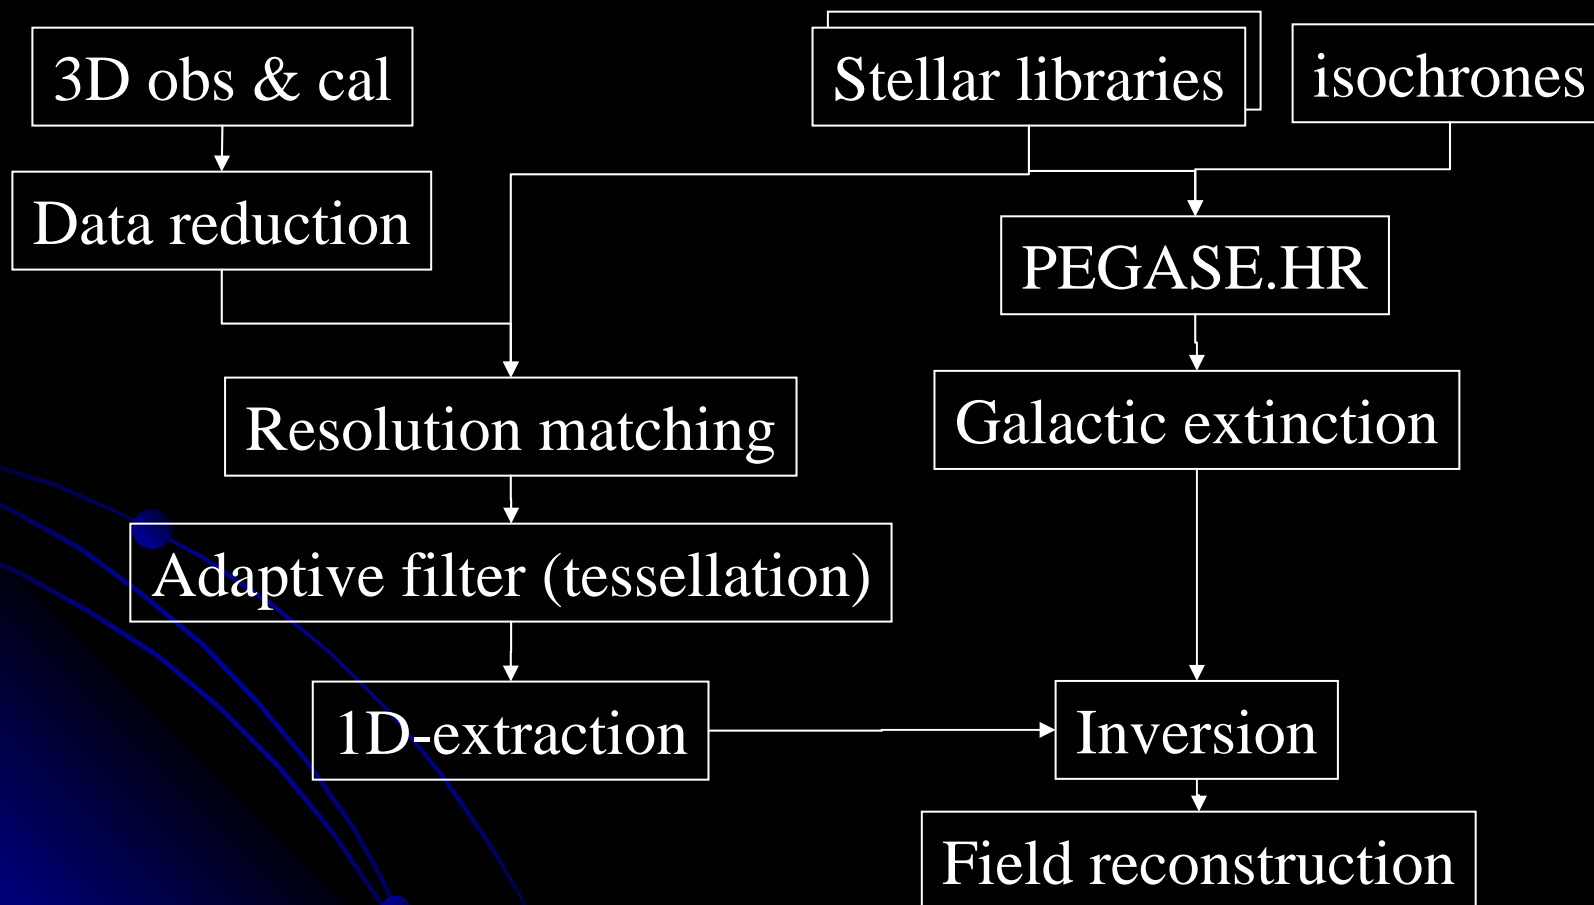 3D obs & cal
Stellar libraries
isochrones
Data reduction
PEGASE.HR
Resolution matching
Galactic extinction
Adaptive filter (tessellation)
1D-extraction
Inversion
Field reconstruction